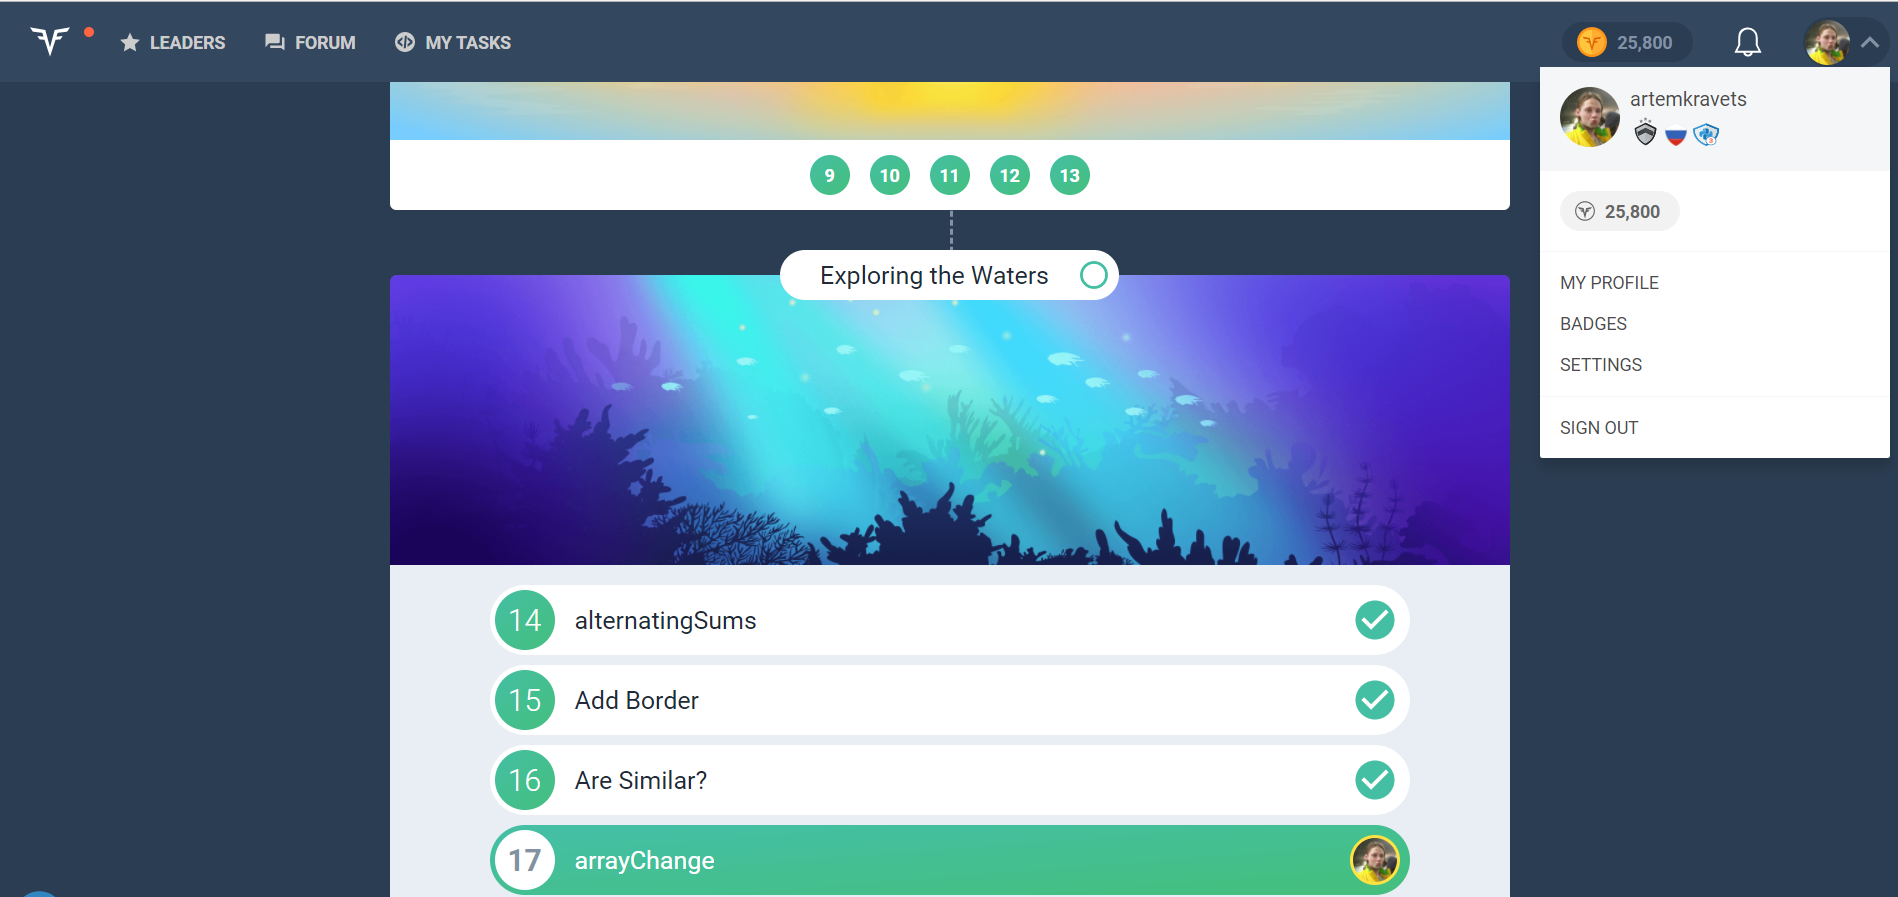 LEADERS
FORUM
MY TASKS
25,800
artemkravets
3
25,800
MY PROFILE
BADGES
SETTINGS
SIGN OUT
9
10
11
12
13
Exploring the Waters
14
alternatingSums
15
Add Border
16
Are Similar?
17
arrayChange